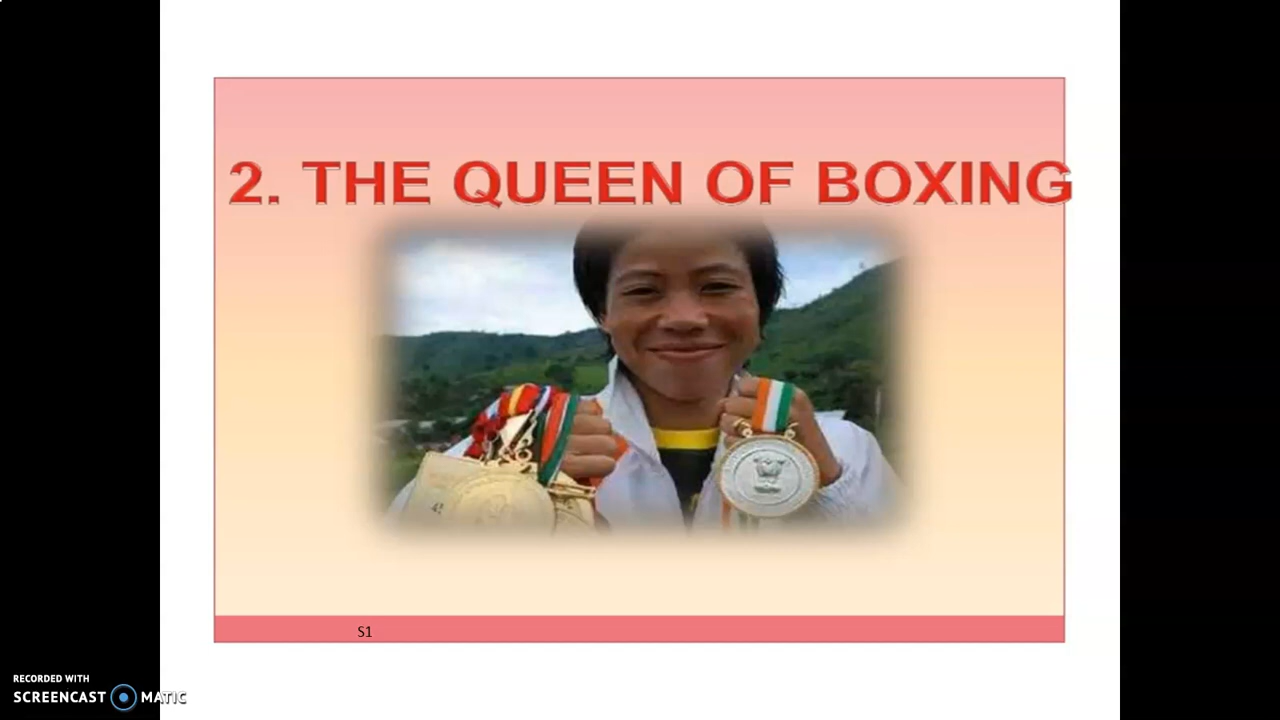 2. THE QUEEN OF BOXING
S1
RECORDED WITH
SCREENCAST MATIC